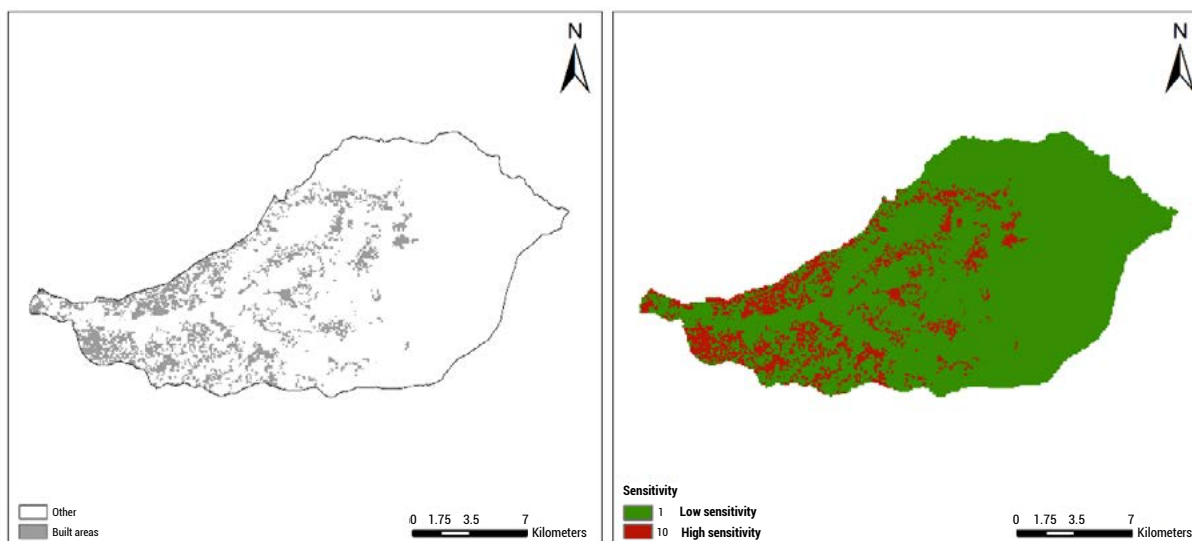 N
Other
Built areas
0 1.75 3.5 7
Kilometers
N
Sensitivity
1 Low sensitivity
10 High sensitivity
0 1.75 3.5 7
Kilometers